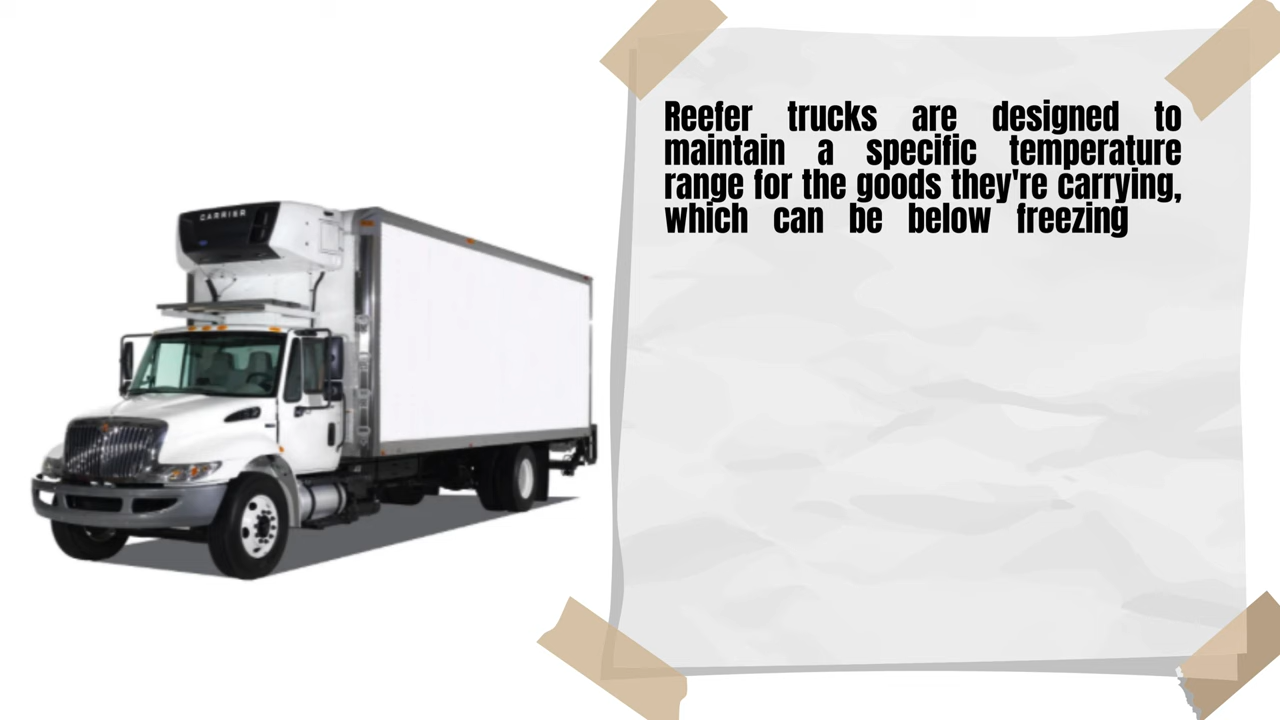 CARRIER
Reefer trucks are designed to
maintain a specific temperature
range for the goods they're carrying,
which can be below freezing